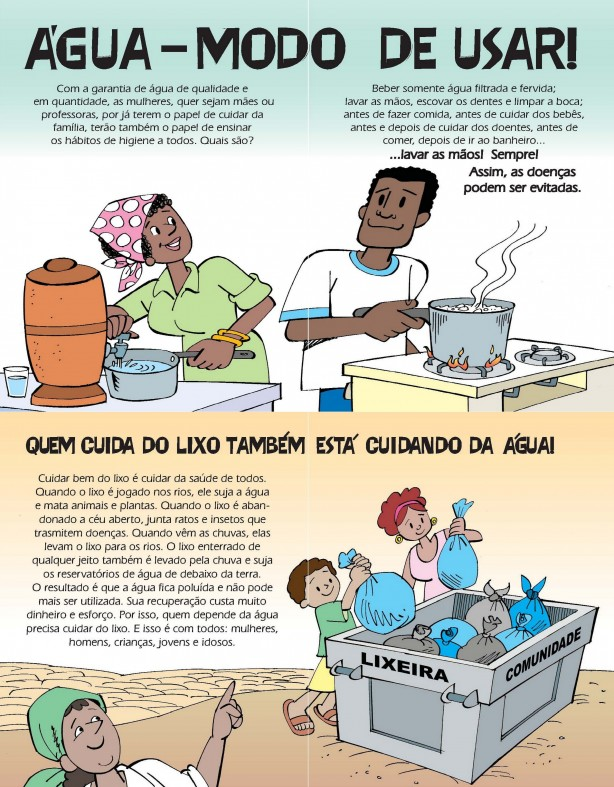 ÁGUA – MODO DE USAR!
Com a garantia de água de qualidade e
em quantidade, as mulheres, quer sejam mães ou
professoras, por já terem o papel de cuidar da
família, terão também o papel de ensinar
os hábitos de higiene a todos. Quais são?
Beber somente água filtrada e fervida;
lavar as mãos, escovar os dentes e limpar a boca;
antes de fazer comida, antes de cuidar dos bebês,
antes e depois de cuidar dos doentes, antes de
comer, depois de ir ao banheiro...
...lavar as mãos! Sempre!
Assim, as doenças
podem ser evitadas.
QUEM CUIDA DO LIXO TAMBÉM ESTÁ CUIDANDO DA ÁGUA!
Cuidar bem do lixo é cuidar da saúde de todos.
Quando o lixo é jogado nos rios, ele suja a água
e mata animais e plantas. Quando o lixo é aban-
donado a céu aberto, junta ratos e insetos que
trasmitem doenças. Quando vêm as chuvas, elas
levam o lixo para os rios. O lixo enterrado de
qualquer jeito também é levado pela chuva e suja
os reservatórios de água de debaixo da terra.
O resultado é que a água fica poluída e não pode
mais ser utilizada. Sua recuperação custa muito
dinheiro e esforço. Por isso, quem depende da água
precisa cuidar do lixo. E isso é com todos: mulheres,
homens, crianças, jovens e idosos.
LIXEIRA
COMUNIDADE